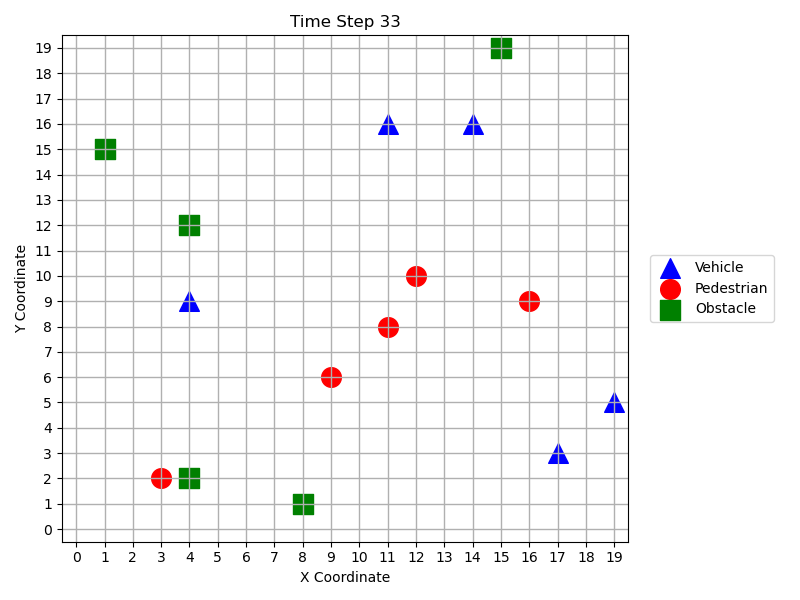 Time Step 33
Y Coordinate
19
18
17
16
15
14
13
12
11
10
9
8
7
6
5
4
3
2
1
0
0 1 2 3 4 5 6 7 8 9 10 11 12 13 14 15 16 17 18 19
X Coordinate
Vehicle
Pedestrian
Obstacle